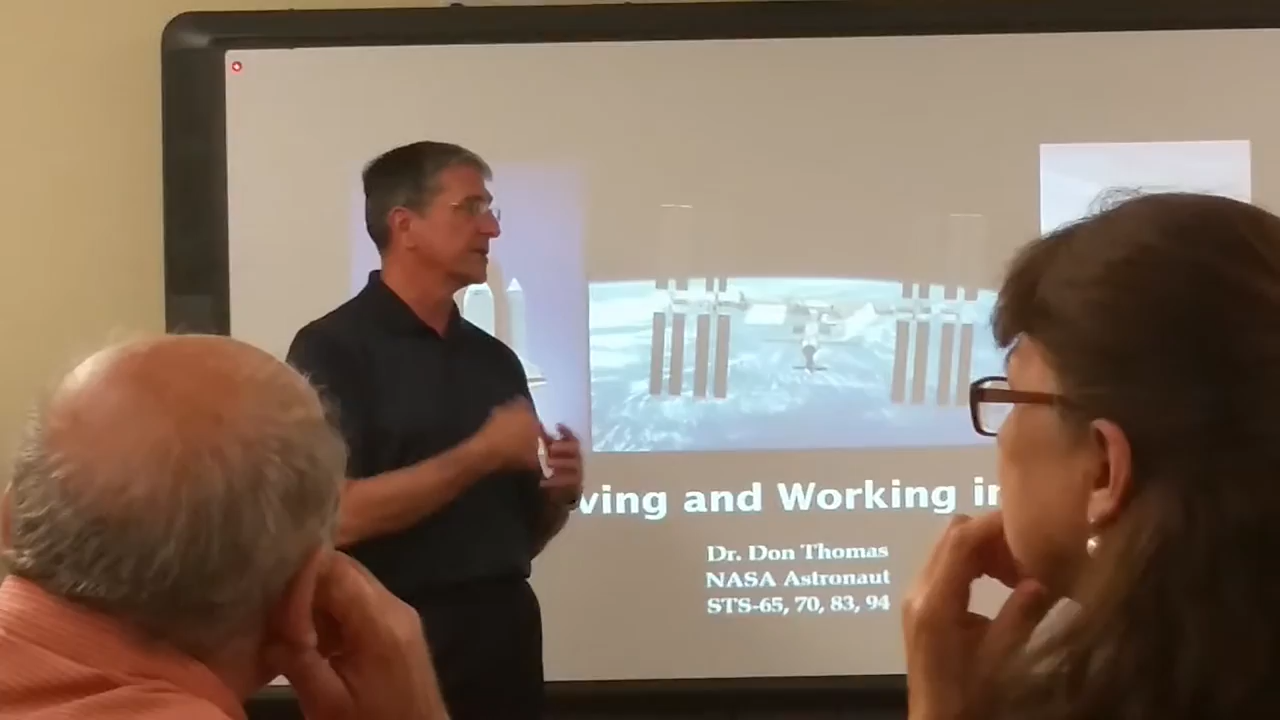 ving and Working in
Dr. Don Thomas
NASA Astronaut
STS-65, 70, 83, 94